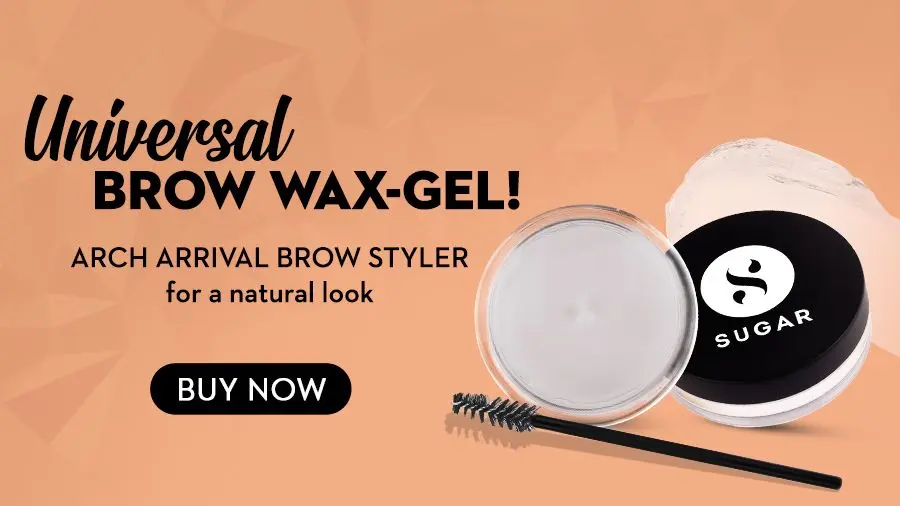 Universal
BROW WAX-GEL!
ARCH ARRIVAL BROW STYLER
for a natural look
BUY NOW
SUGAR